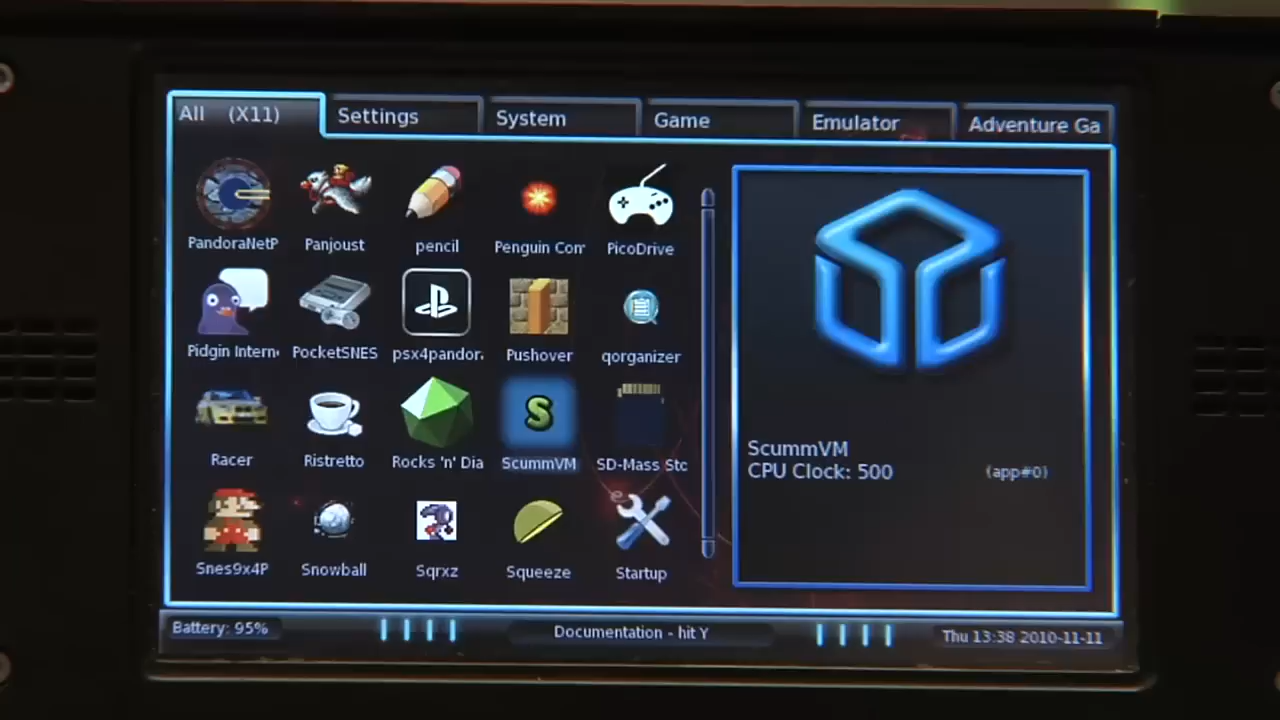 All (X11)
Settings
System
Game
Emulator
Adventure Ga
PandoraNetP
Panjoust
pencil
Penguin Com
PicoDrive
Pidgin Intern
PocketSNES
psx4pandor
Pushover
qorganizer
Racer
Ristretto
Rocks 'n' Dia
S
ScummVM
SD-Mass Stc
Snes9x4P
Snowball
Sqrxz
Squeeze
Startup
ScummVM
CPU Clock: 500
(app#0)
Battery: 95%
Documentation - hit Y
Thu 13:38 2010-11-11